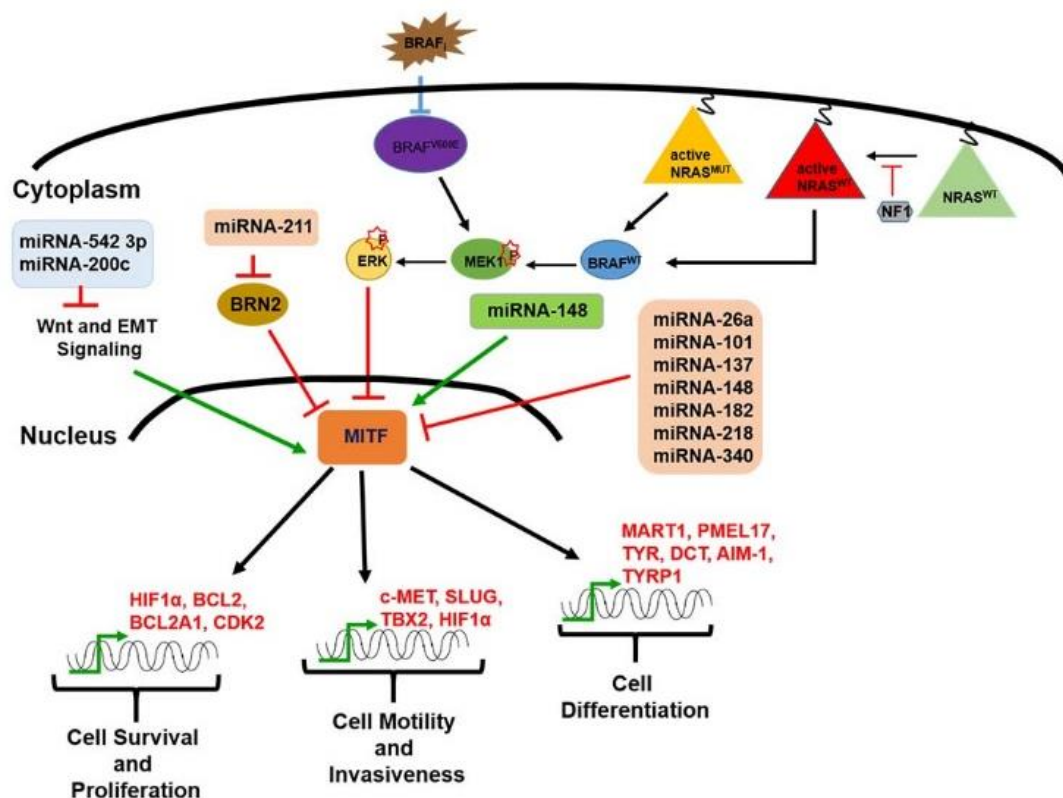 BRAFi
BRAFV600E
active
NRASMUT
active
NRASWT
NF1
NRASWT
Cytoplasm
miRNA-542 3p
miRNA-200c
miRNA-211
P
ERK
MEK1
P
BRAFWT
BRN2
miRNA-148
Wnt and EMT
Signaling
miRNA-26a
miRNA-101
miRNA-137
miRNA-148
miRNA-182
miRNA-218
miRNA-340
Nucleus
MITF
MART1, PMEL17,
TYR, DCT, AIM-1,
TYRP1
HIF1α, BCL2,
BCL2A1, CDK2
c-MET, SLUG,
TBX2, HIF1α
Cell
Differentiation
Cell Motility
and
Invasiveness
Cell Survival
and
Proliferation